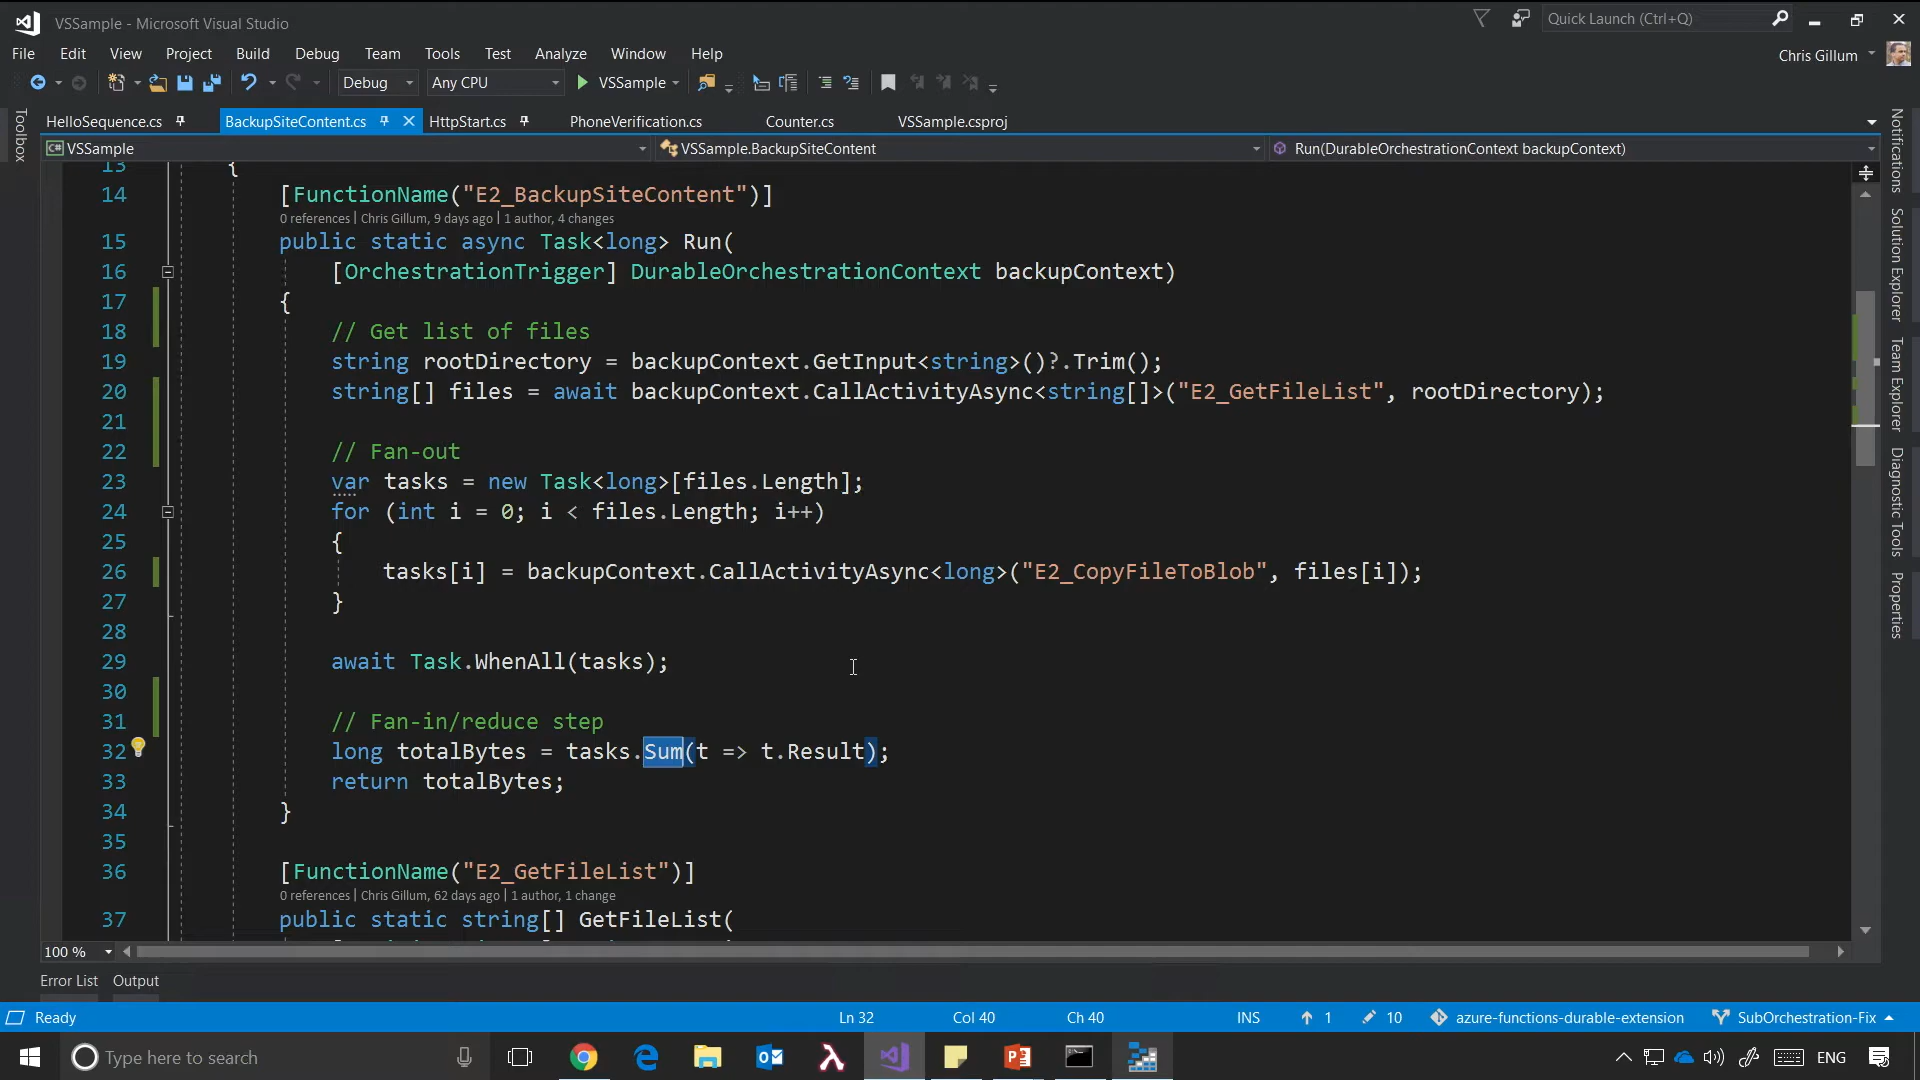 VSSample - Microsoft Visual Studio
Quick Launch (Ctrl+Q)
File Edit View Project Build Debug Team Tools Test Analyze Window Help
Chris Gillum
Debug Any CPU VSSample
HelloSequence.cs BackupSiteContent.cs HttpStart.cs PhoneVerification.cs Counter.cs VSSample.csproj
C# VSSample VSSample.BackupSiteContent Run(DurableOrchestrationContext backupContext)
Toolbox
Notifications
Solution Explorer
Team Explorer
Diagnostic Tools
Properties
13 {
14 [FunctionName("E2_BackupSiteContent")]
0 references | Chris Gillum, 9 days ago | 1 author, 4 changes
15 public static async Task<long> Run(
16 [OrchestrationTrigger] DurableOrchestrationContext backupContext)
17 {
18 // Get list of files
19 string rootDirectory = backupContext.GetInput<string>()?.Trim();
20 string[] files = await backupContext.CallActivityAsync<string[]>("E2_GetFileList", rootDirectory);
21
22 // Fan-out
23 var tasks = new Task<long>[files.Length];
24 for (int i = 0; i < files.Length; i++)
25 {
26 tasks[i] = backupContext.CallActivityAsync<long>("E2_CopyFileToBlob", files[i]);
27 }
28
29 await Task.WhenAll(tasks);
30
31 // Fan-in/reduce step
32 long totalBytes = tasks.Sum(t => t.Result);
33 return totalBytes;
34 }
35
36 [FunctionName("E2_GetFileList")]
0 references | Chris Gillum, 62 days ago | 1 author, 1 change
37 public static string[] GetFileList(
100 %
Error List Output
Ready Ln 32 Col 40 Ch 40 INS 1 10 azure-functions-durable-extension SubOrchestration-Fix
Type here to search ENG